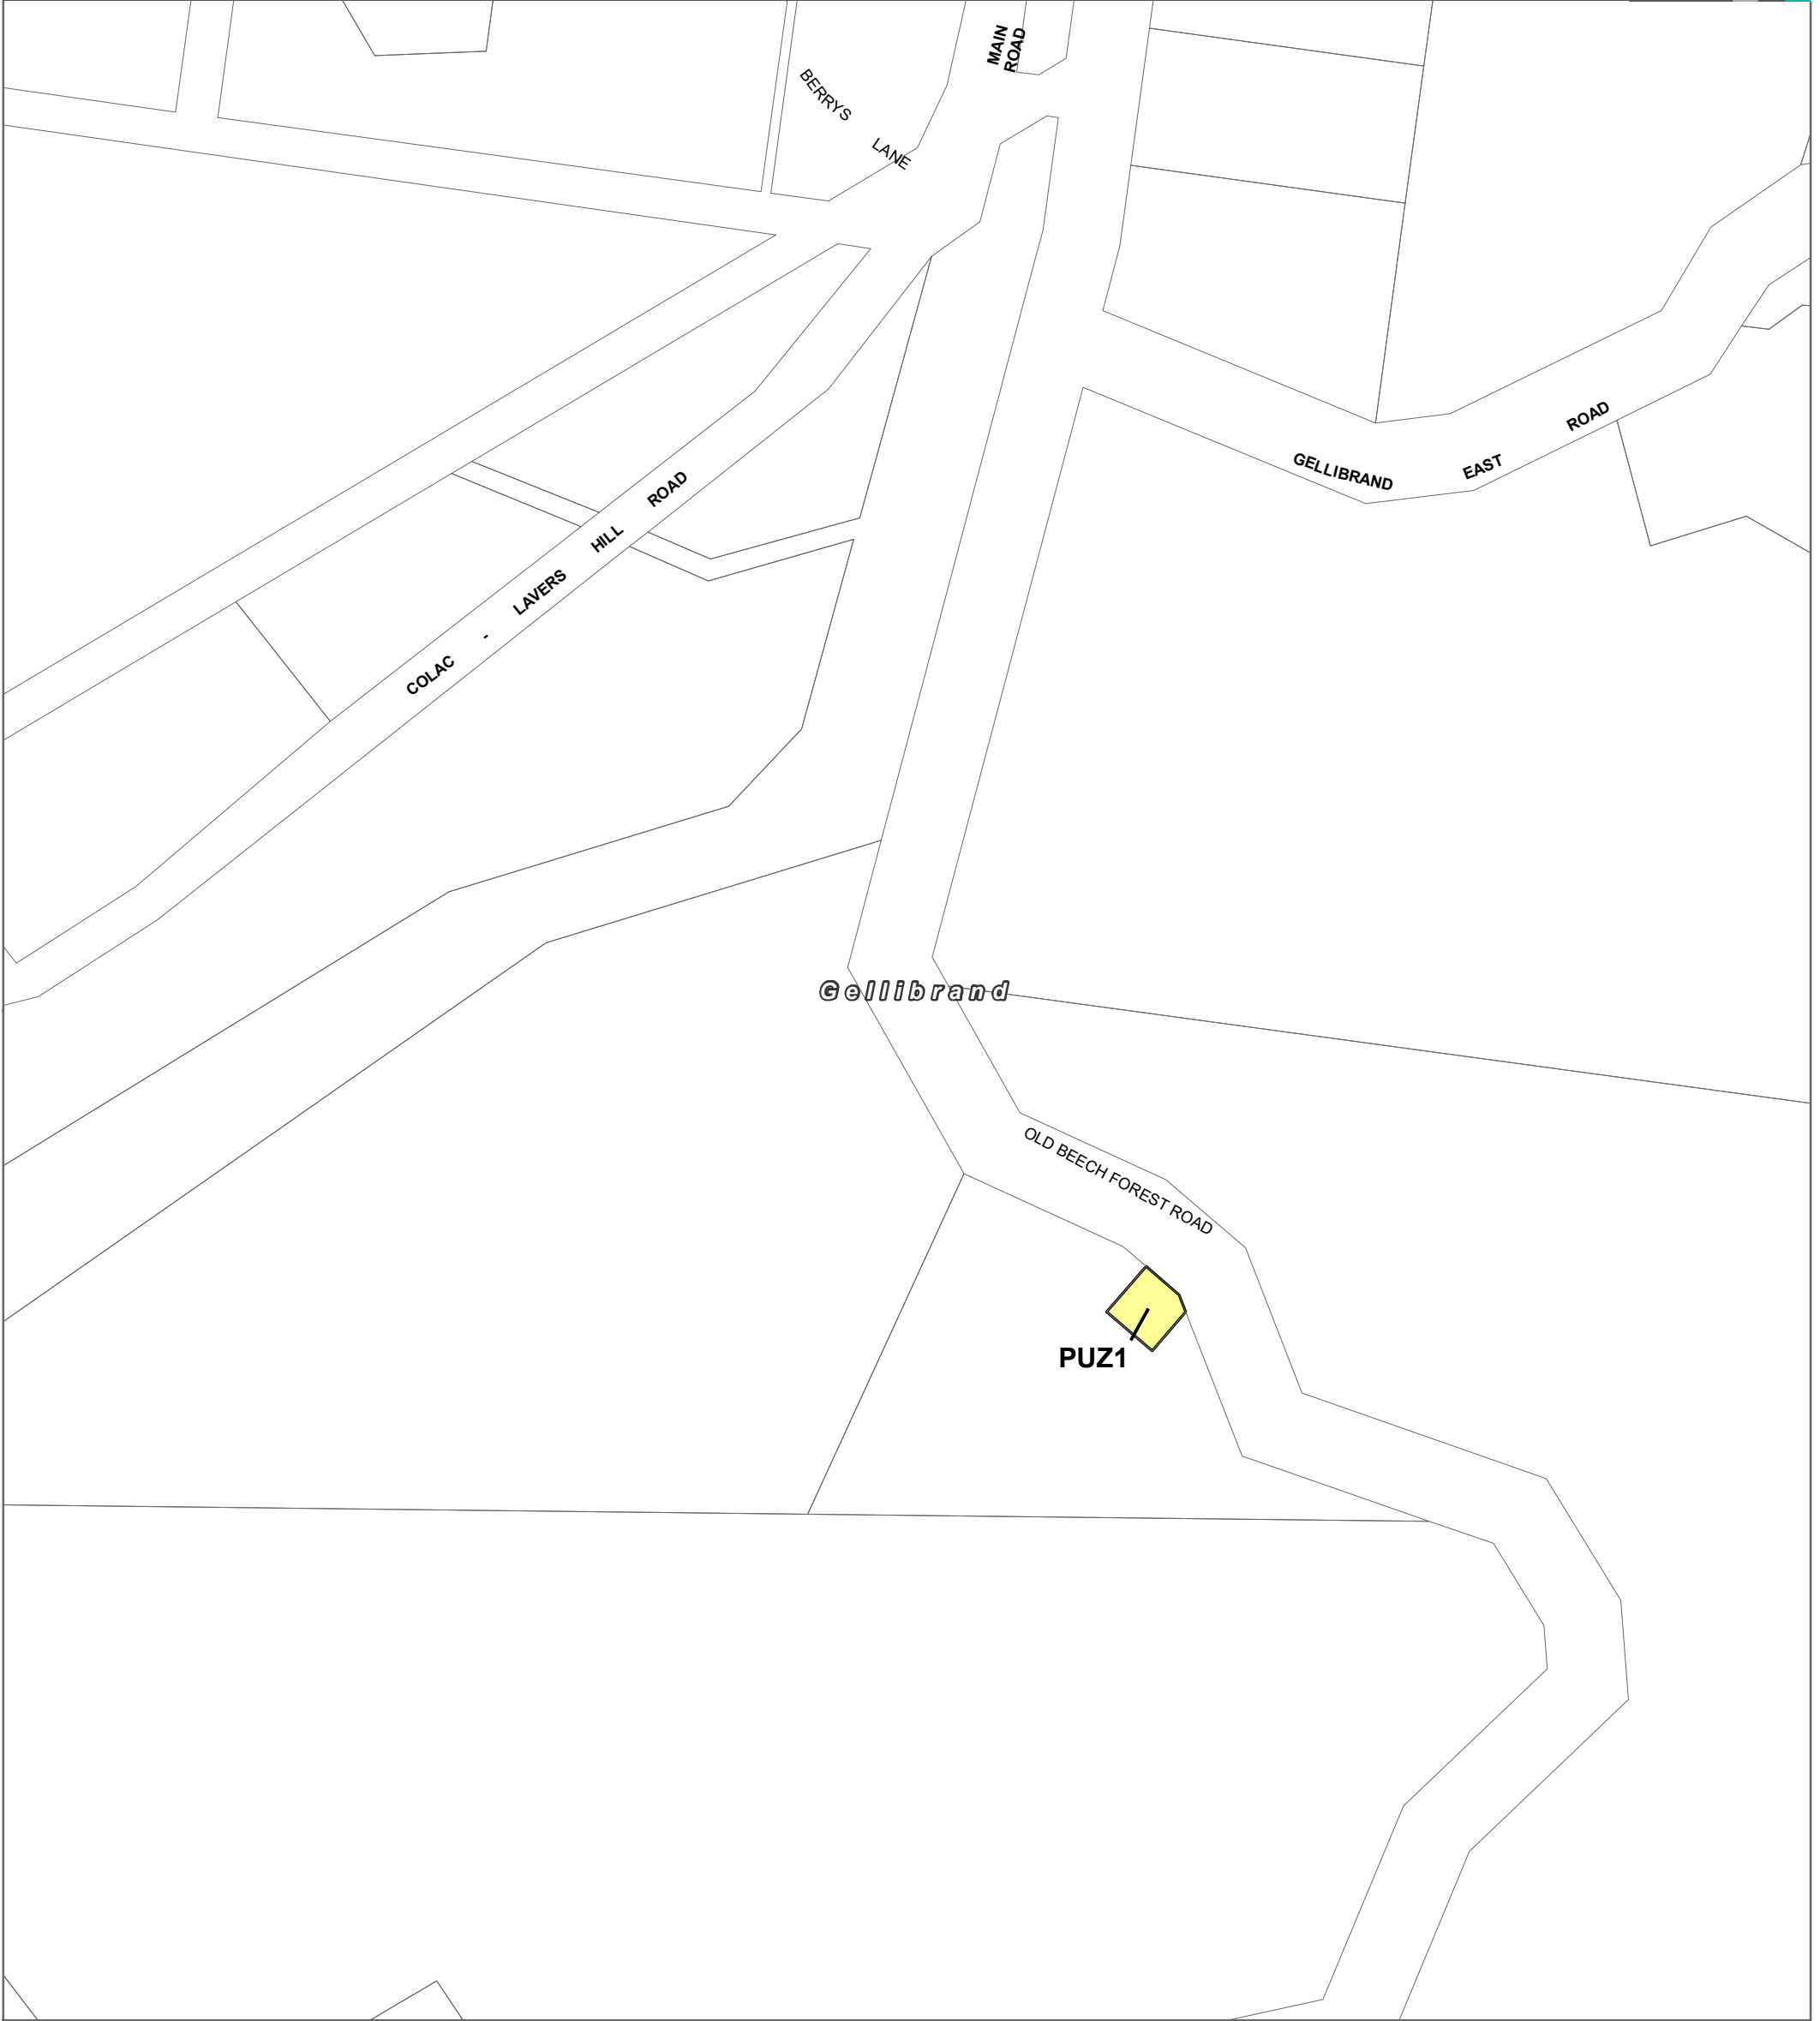 MAIN
ROAD
BERRYS LANE
GELLIBRAND EAST ROAD
COLAC - LAVERS HILL ROAD
Gellibrand
OLD BEECH FOREST ROAD
PUZ1